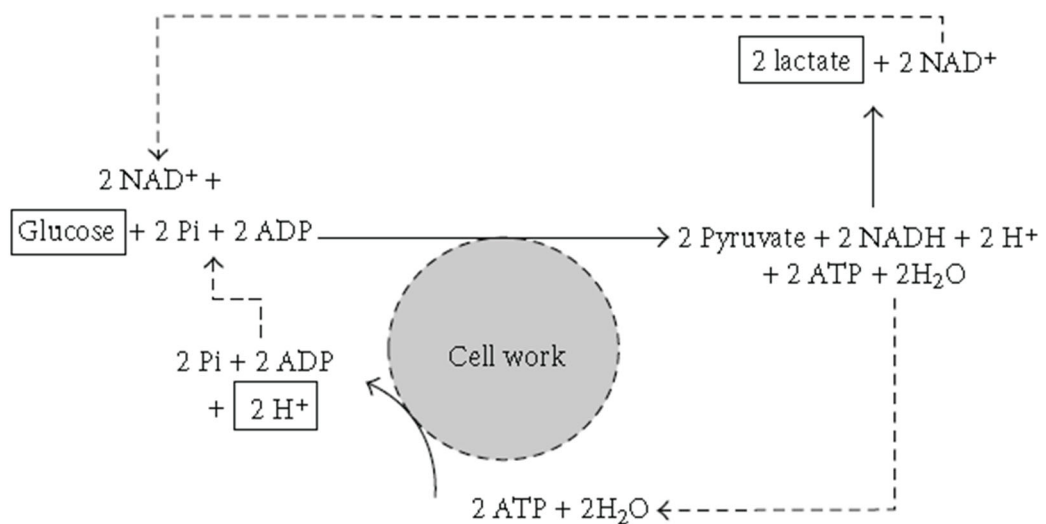 2 lactate + 2 NAD⁺
2 NAD⁺ +
Glucose + 2 Pi + 2 ADP
2 Pyruvate + 2 NADH + 2 H⁺
+ 2 ATP + 2H₂O
2 Pi + 2 ADP
+ 2 H⁺
Cell work
2 ATP + 2H₂O